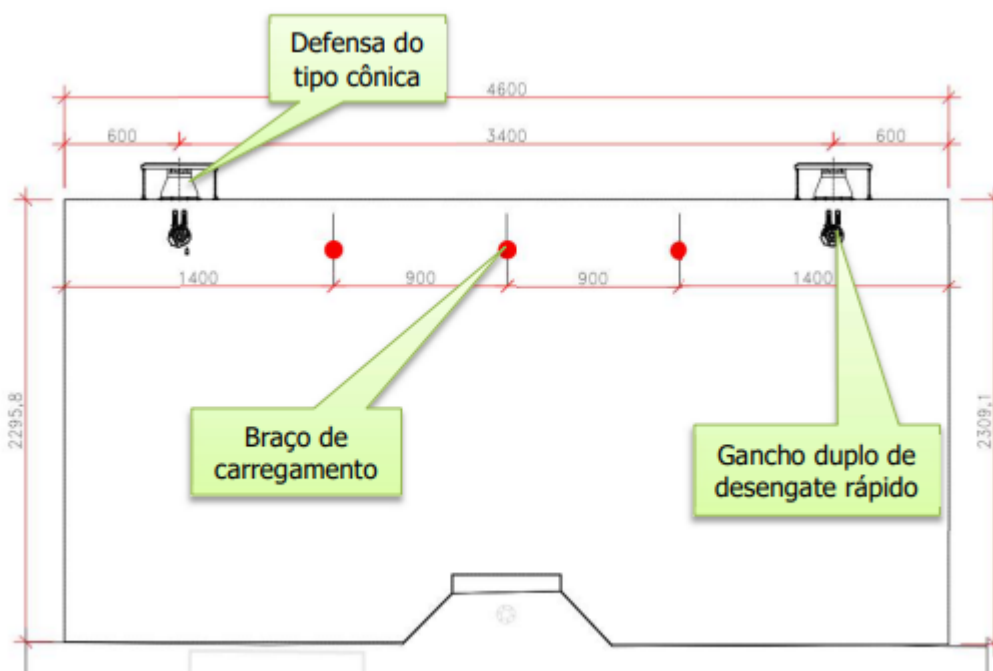 Defensa do
tipo cônica
4600
600
3400
600
1400
900
900
1400
2295,8
2309,1
Braço de
carregamento
Gancho duplo de
desengate rápido